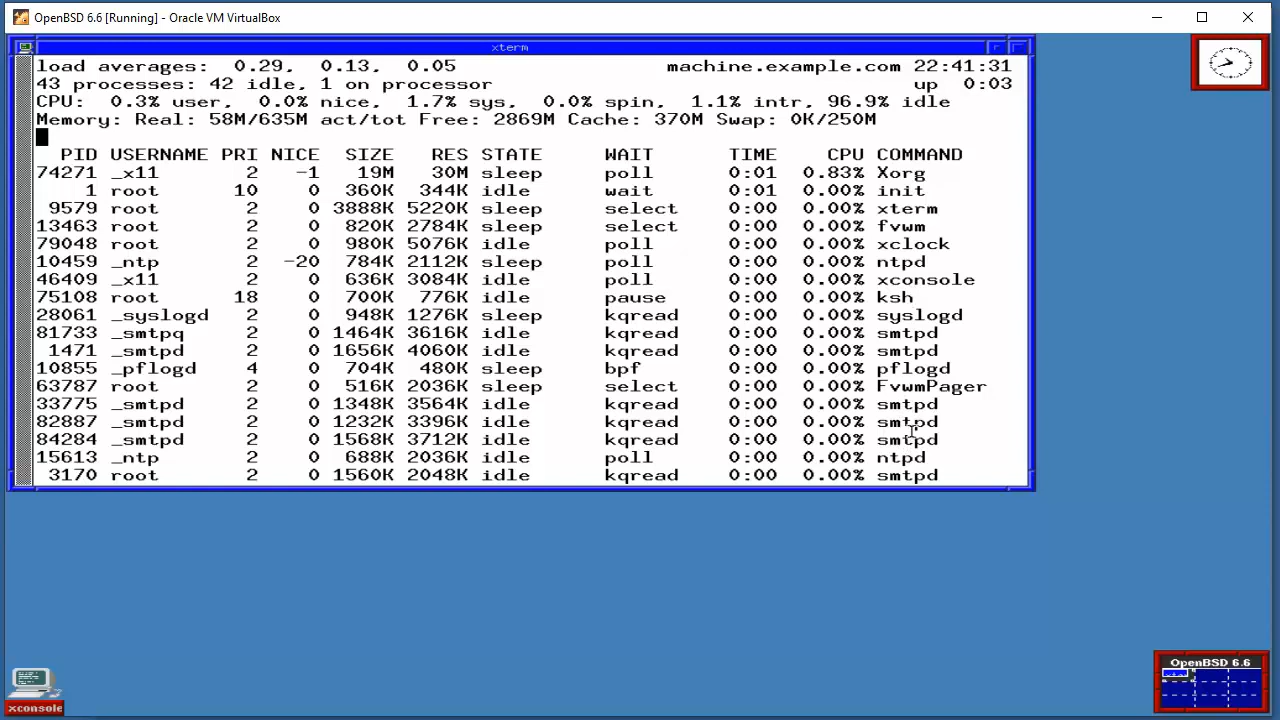 OpenBSD 6.6 [Running] - Oracle VM VirtualBox
xterm
load averages: 0.29, 0.13, 0.05 machine.example.com 22:41:31
43 processes: 42 idle, 1 on processor up 0:03
CPU: 0.3% user, 0.0% nice, 1.7% sys, 0.0% spin, 1.1% intr, 96.9% idle
Memory: Real: 58M/635M act/tot Free: 2869M Cache: 370M Swap: 0K/250M
PID USERNAME PRI NICE SIZE RES STATE WAIT TIME CPU COMMAND
74271 _x11 2 -1 19M 30M sleep poll 0:01 0.83% Xorg
1 root 10 0 360K 344K idle wait 0:01 0.00% init
9579 root 2 0 3888K 5220K sleep select 0:00 0.00% xterm
13463 root 2 0 820K 2784K sleep select 0:00 0.00% fvwm
79048 root 2 0 980K 5076K idle poll 0:00 0.00% xclock
10459 _ntp 2 -20 784K 2112K sleep poll 0:00 0.00% ntpd
46409 _x11 2 0 636K 3084K idle poll 0:00 0.00% xconsole
75108 root 18 0 700K 776K idle pause 0:00 0.00% ksh
28061 _syslogd 2 0 948K 1276K sleep kqread 0:00 0.00% syslogd
81733 _smtpq 2 0 1464K 3616K idle kqread 0:00 0.00% smtpd
1471 _smtpd 2 0 1656K 4060K idle kqread 0:00 0.00% smtpd
10855 _pflogd 4 0 704K 480K sleep bpf 0:00 0.00% pflogd
63787 root 2 0 516K 2036K sleep select 0:00 0.00% FvwmPager
33775 _smtpd 2 0 1348K 3564K idle kqread 0:00 0.00% smtpd
82887 _smtpd 2 0 1232K 3396K idle kqread 0:00 0.00% smtpd
84284 _smtpd 2 0 1568K 3712K idle kqread 0:00 0.00% smtpd
15613 _ntp 2 0 688K 2036K idle poll 0:00 0.00% ntpd
3170 root 2 0 1560K 2048K idle kqread 0:00 0.00% smtpd
OpenBSD 6.6
xconsole